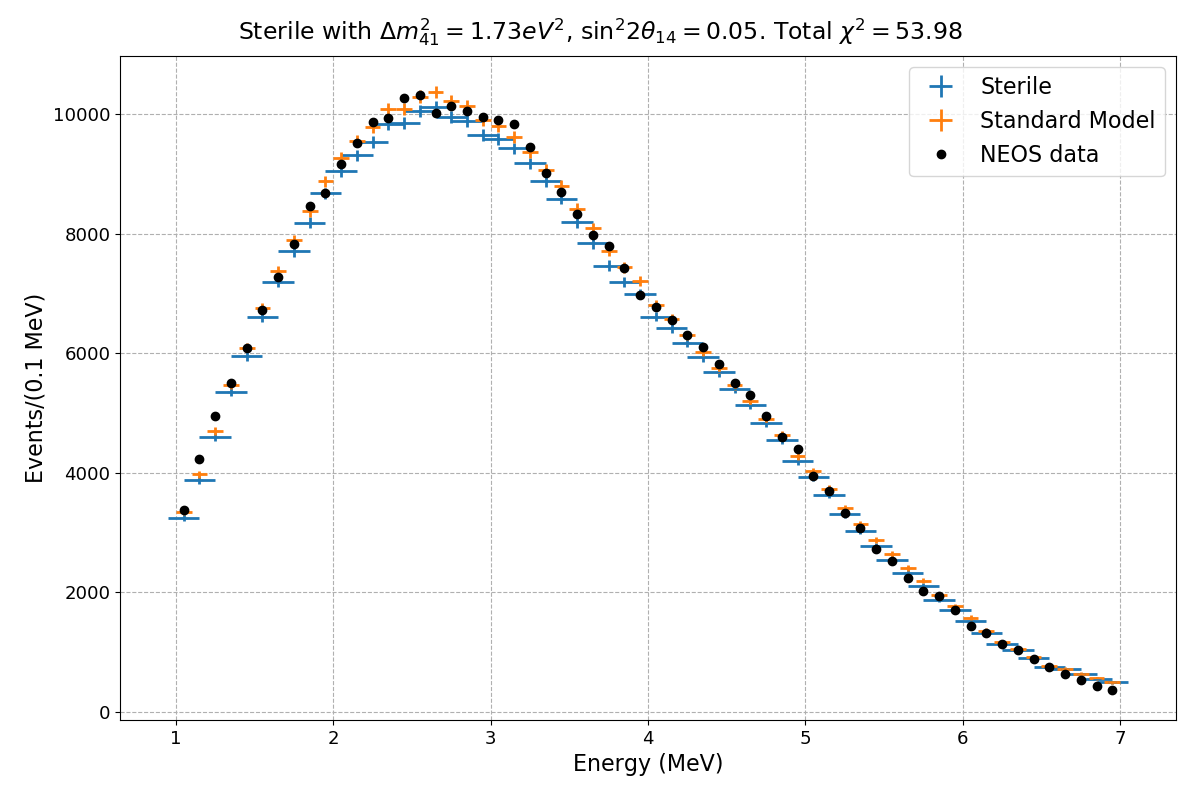 Sterile with Δm²₄₁ = 1.73eV², sin²2θ₁₄ = 0.05. Total χ² = 53.98
Sterile
Standard Model
NEOS data
10000
8000
6000
4000
2000
0
Events/(0.1 MeV)
1 2 3 4 5 6 7
Energy (MeV)